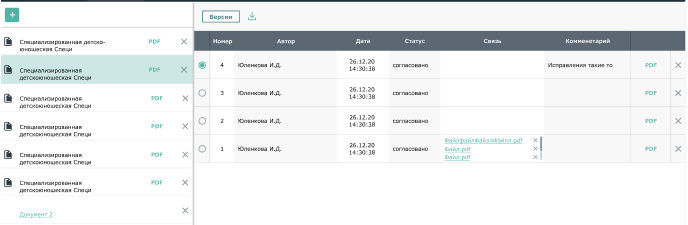 +
Специализированная детско-
юношеская Специ
PDF
Специализированная
детскоюношеская Специ
PDF
Специализированная
детскоюношеская Специ
PDF
Специализированная
детскоюношеская Специ
PDF
Специализированная
детскоюношеская Специ
PDF
Специализированная
детскоюношеская Специ
PDF
Документ 2
Версии
Номер Автор Дата Статус Связь Комменетарий
4 Юленкова И.Д. 26.12.20
14:30:38
согласовано Исправления такие то PDF
3 Юленкова И.Д. 26.12.20
14:30:38
согласовано PDF
2 Юленкова И.Д. 26.12.20
14:30:38
согласовано PDF
1 Юленкова И.Д. 26.12.20
14:30:38
согласовано
ФайлфайлФайллФайлл.pdf
Файл.pdf
Файл.pdf
PDF